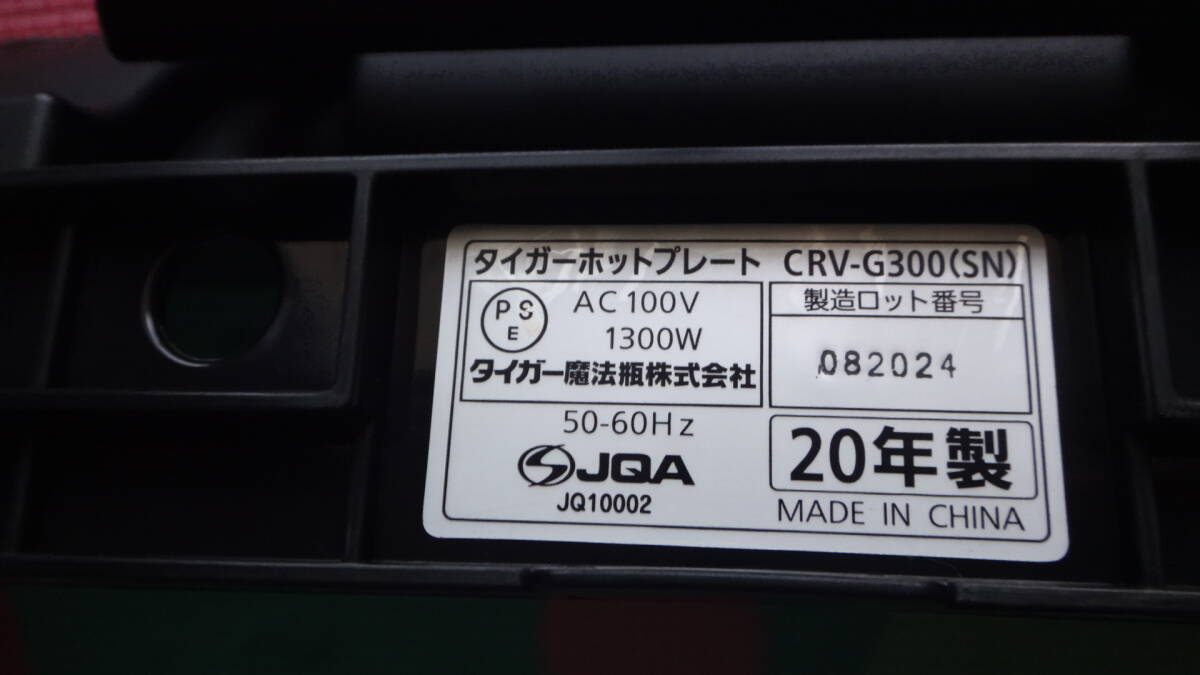 タイガーホットプレート CRV-G300(SN)
PSE
AC100V
1300W
タイガー魔法瓶株式会社
製造ロット番号
082024
50-60Hz
JQA
JQ10002
20年製
MADE IN CHINA